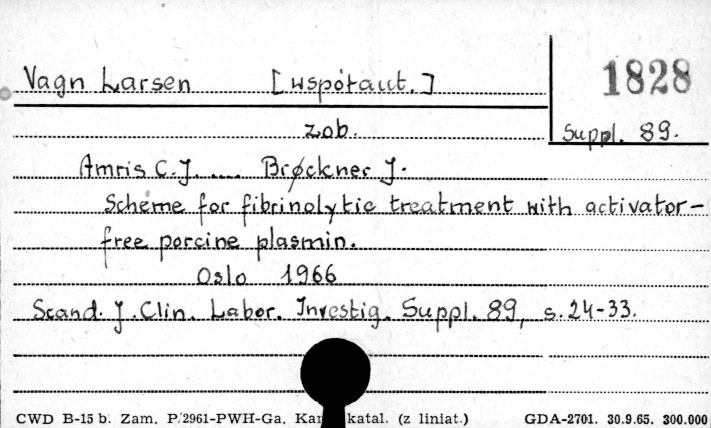 Vagn Larsen [współaut.] 1828
zob. Suppl. 89.
Amris C.J. .... Brøckner J.
Scheme for fibrinolytic treatment with activator-
free porcine plasmin.
Oslo 1966
Scand. J. Clin. Labor. Investig. Suppl. 89, s. 24-33.
CWD B-15 b. Zam. P/2961-PWH-Ga. katal. (z liniat.) GDA-2701. 30.9.65. 300.000